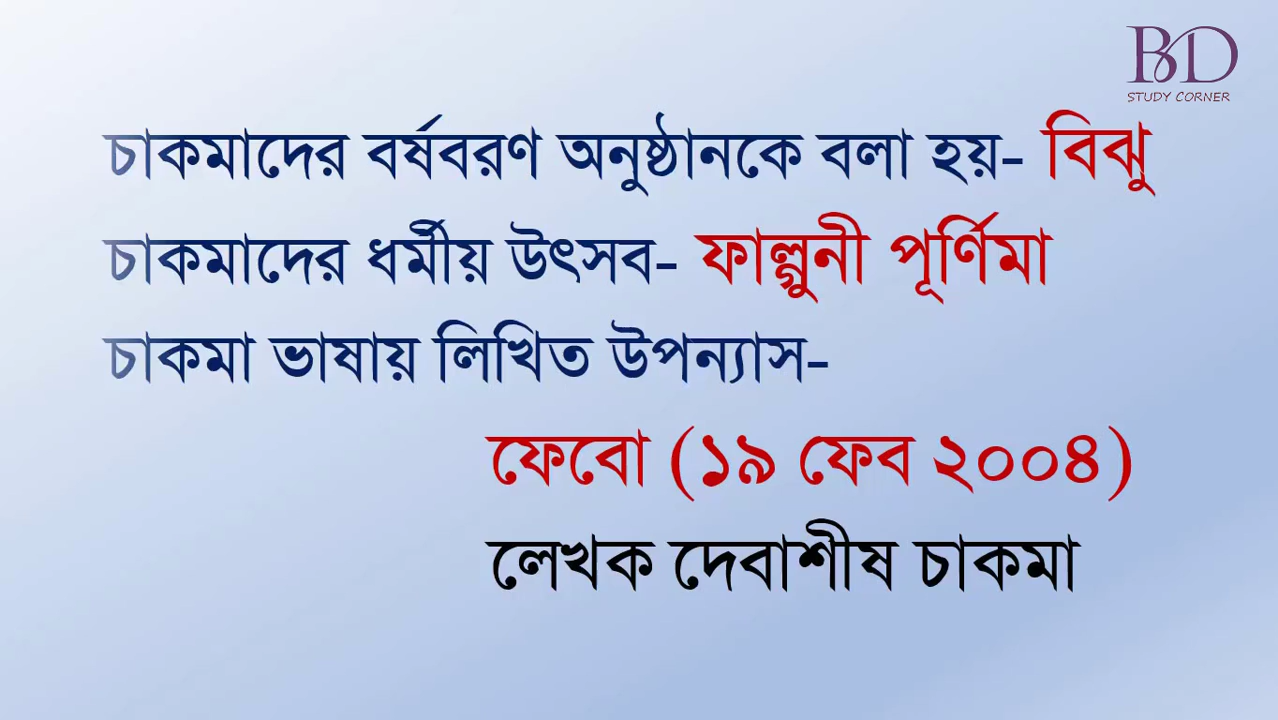 BD
STUDY CORNER
চাকমাদের বর্ষবরণ অনুষ্ঠানকে বলা হয়- বিঝু
চাকমাদের ধর্মীয় উৎসব- ফাল্গুনী পূর্ণিমা
চাকমা ভাষায় লিখিত উপন্যাস-
ফেবো (১৯ ফেব ২০০৪)
লেখক দেবাশীষ চাকমা